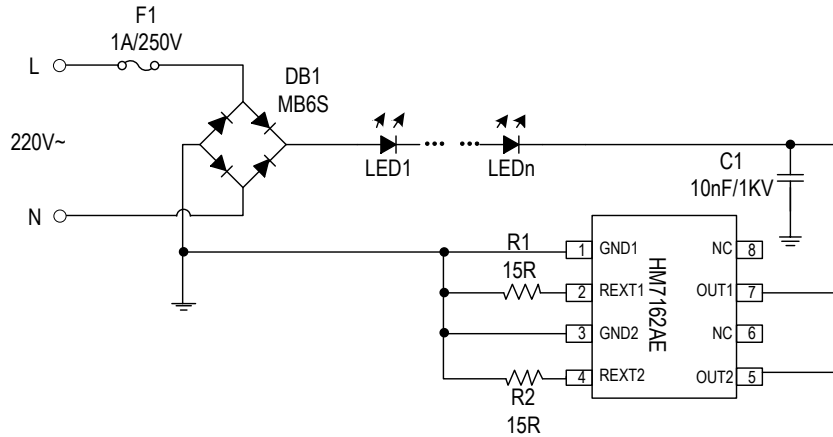 F1
1A/250V
L
DB1
MB6S
220V~
LED1
LEDn
C1
10nF/1KV
N
R1
15R
1 GND1 NC 8
2 REXT1 OUT1 7
HM7162AE
3 GND2 NC 6
4 REXT2 OUT2 5
R2
15R